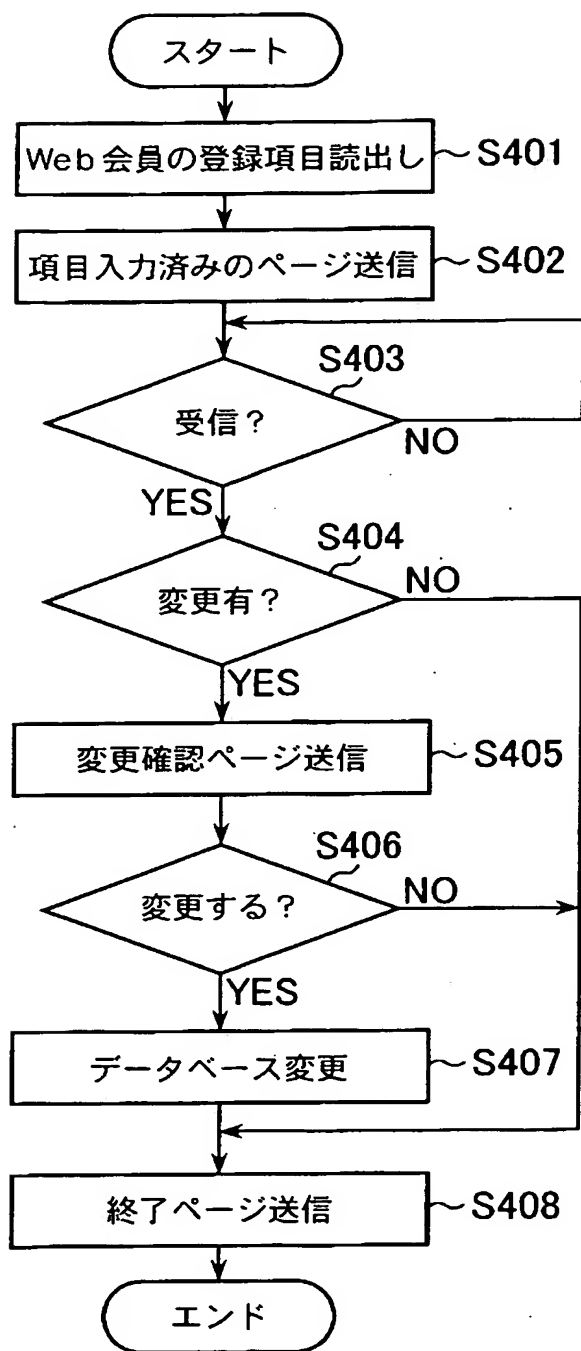 スタート
Web会員の登録項目読出し
S401
項目入力済みのページ送信
S402
S403
受信?
NO
YES
S404
変更有?
NO
YES
変更確認ページ送信
S405
S406
変更する?
NO
YES
データベース変更
S407
終了ページ送信
S408
エンド